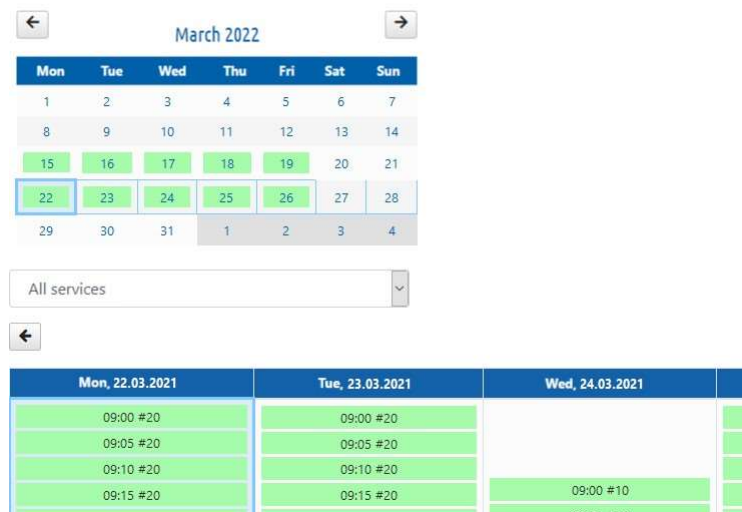 March 2022
Mon Tue Wed Thu Fri Sat Sun
1 2 3 4 5 6 7
8 9 10 11 12 13 14
15 16 17 18 19 20 21
22 23 24 25 26 27 28
29 30 31 1 2 3 4
All services
Mon, 22.03.2021 Tue, 23.03.2021 Wed, 24.03.2021
09:00 #20 09:00 #20
09:05 #20 09:05 #20
09:10 #20 09:10 #20
09:15 #20 09:15 #20 09:00 #10